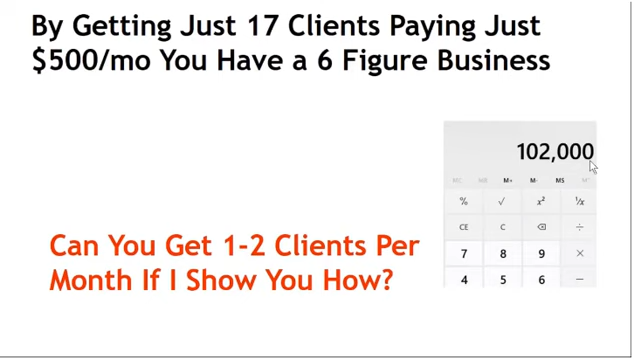 By Getting Just 17 Clients Paying Just
$500/mo You Have a 6 Figure Business
102,000
M+ M- MS
% √ x² ¹/x
CE C ⌫ ÷
7 8 9 ×
4 5 6 −
Can You Get 1-2 Clients Per
Month If I Show You How?